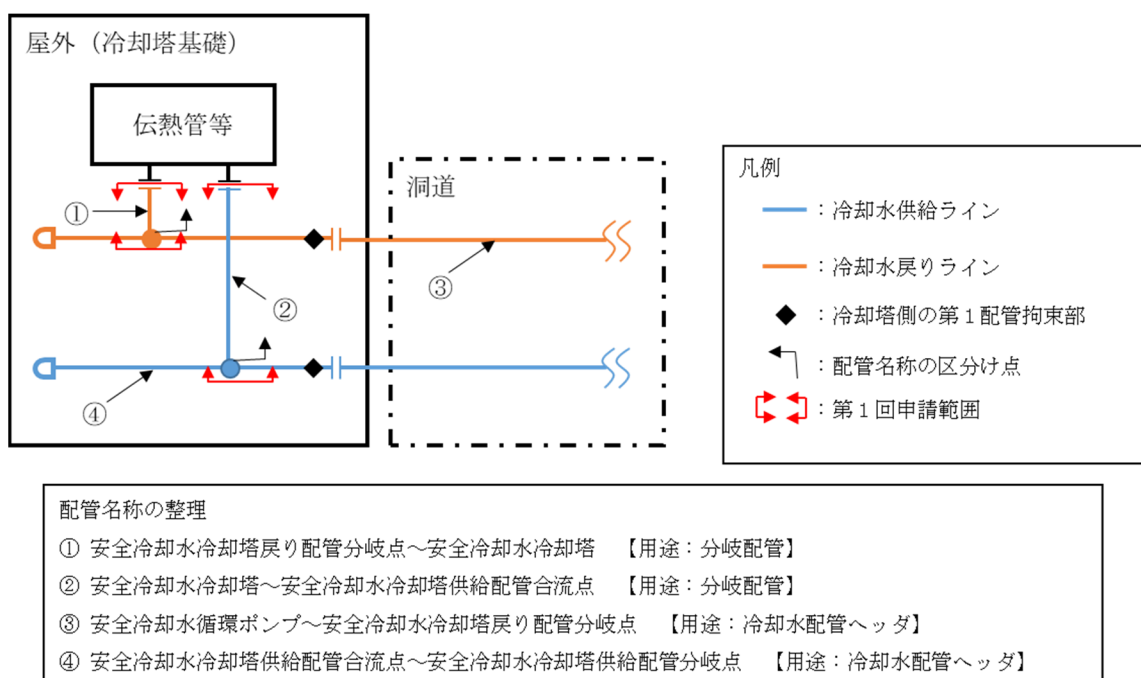 屋外（冷却塔基礎）
伝熱管等
洞道
①
②
③
④
凡例
：冷却水供給ライン
：冷却水戻りライン
：冷却塔側の第１配管拘束部
：配管名称の区分け点
：第１回申請範囲
配管名称の整理
① 安全冷却水冷却塔戻り配管分岐点～安全冷却水冷却塔　【用途：分岐配管】
② 安全冷却水冷却塔～安全冷却水冷却塔供給配管合流点　【用途：分岐配管】
③ 安全冷却水循環ポンプ～安全冷却水冷却塔戻り配管分岐点　【用途：冷却水配管ヘッダ】
④ 安全冷却水冷却塔供給配管合流点～安全冷却水冷却塔供給配管分岐点　【用途：冷却水配管ヘッダ】